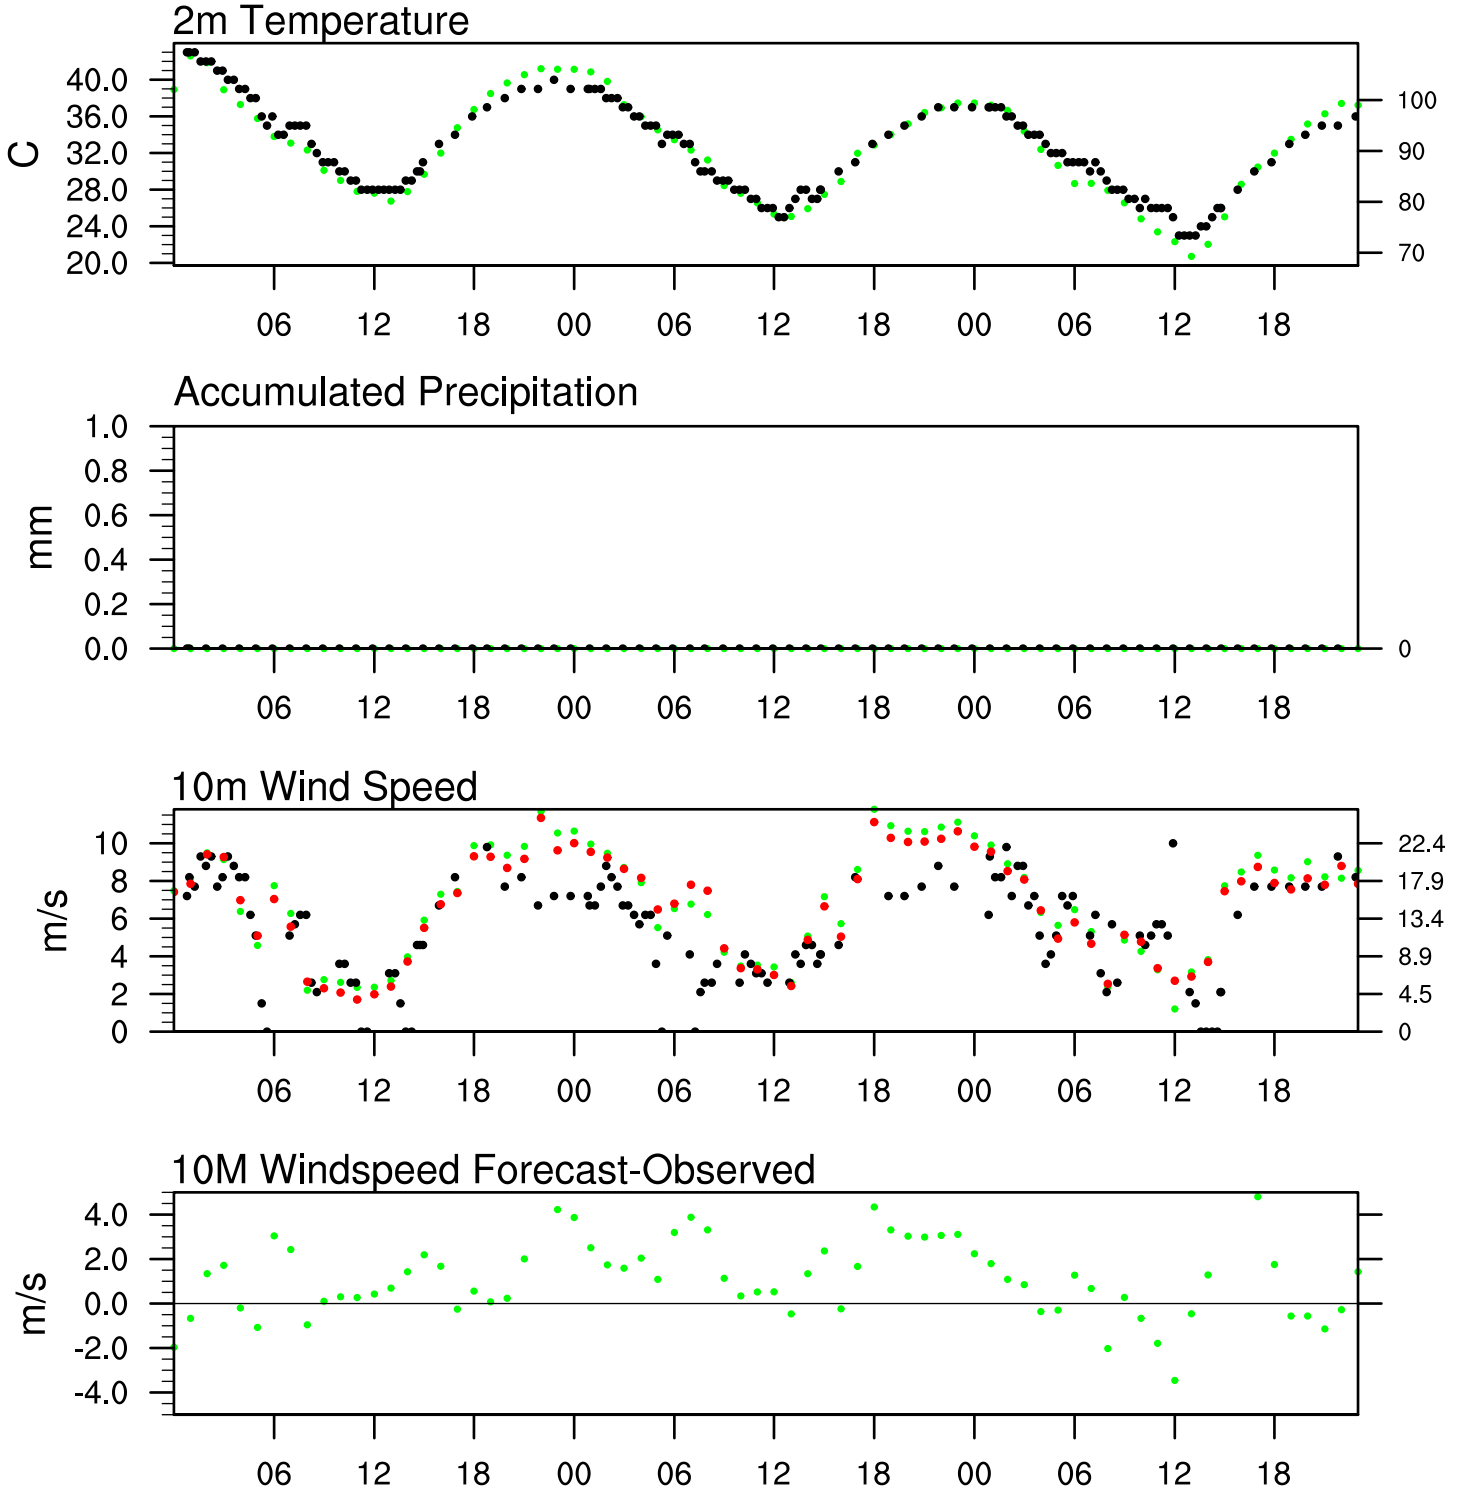 2m Temperature
40.0
36.0
32.0
28.0
24.0
20.0
C
100
90
80
70
06 12 18 00 06 12 18 00 06 12 18
Accumulated Precipitation
1.0
0.8
0.6
0.4
0.2
0.0
mm
0
06 12 18 00 06 12 18 00 06 12 18
10m Wind Speed
10
8
6
4
2
0
m/s
22.4
17.9
13.4
8.9
4.5
0
06 12 18 00 06 12 18 00 06 12 18
10M Windspeed Forecast-Observed
4.0
2.0
0.0
-2.0
-4.0
m/s
06 12 18 00 06 12 18 00 06 12 18